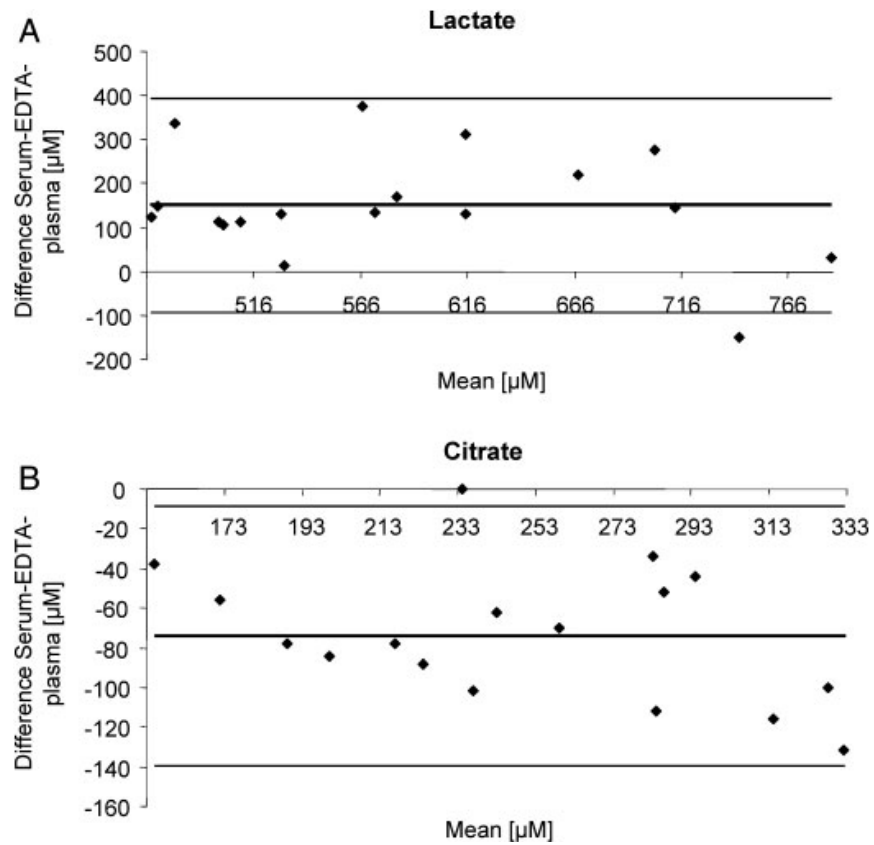 A
Lactate
Difference Serum-EDTA-
plasma [µM]
500
400
300
200
100
0
-100
-200
516 566 616 666 716 766
Mean [µM]
B
Citrate
Difference Serum-EDTA-
plasma [µM]
0
-20
-40
-60
-80
-100
-120
-140
-160
173 193 213 233 253 273 293 313 333
Mean [µM]